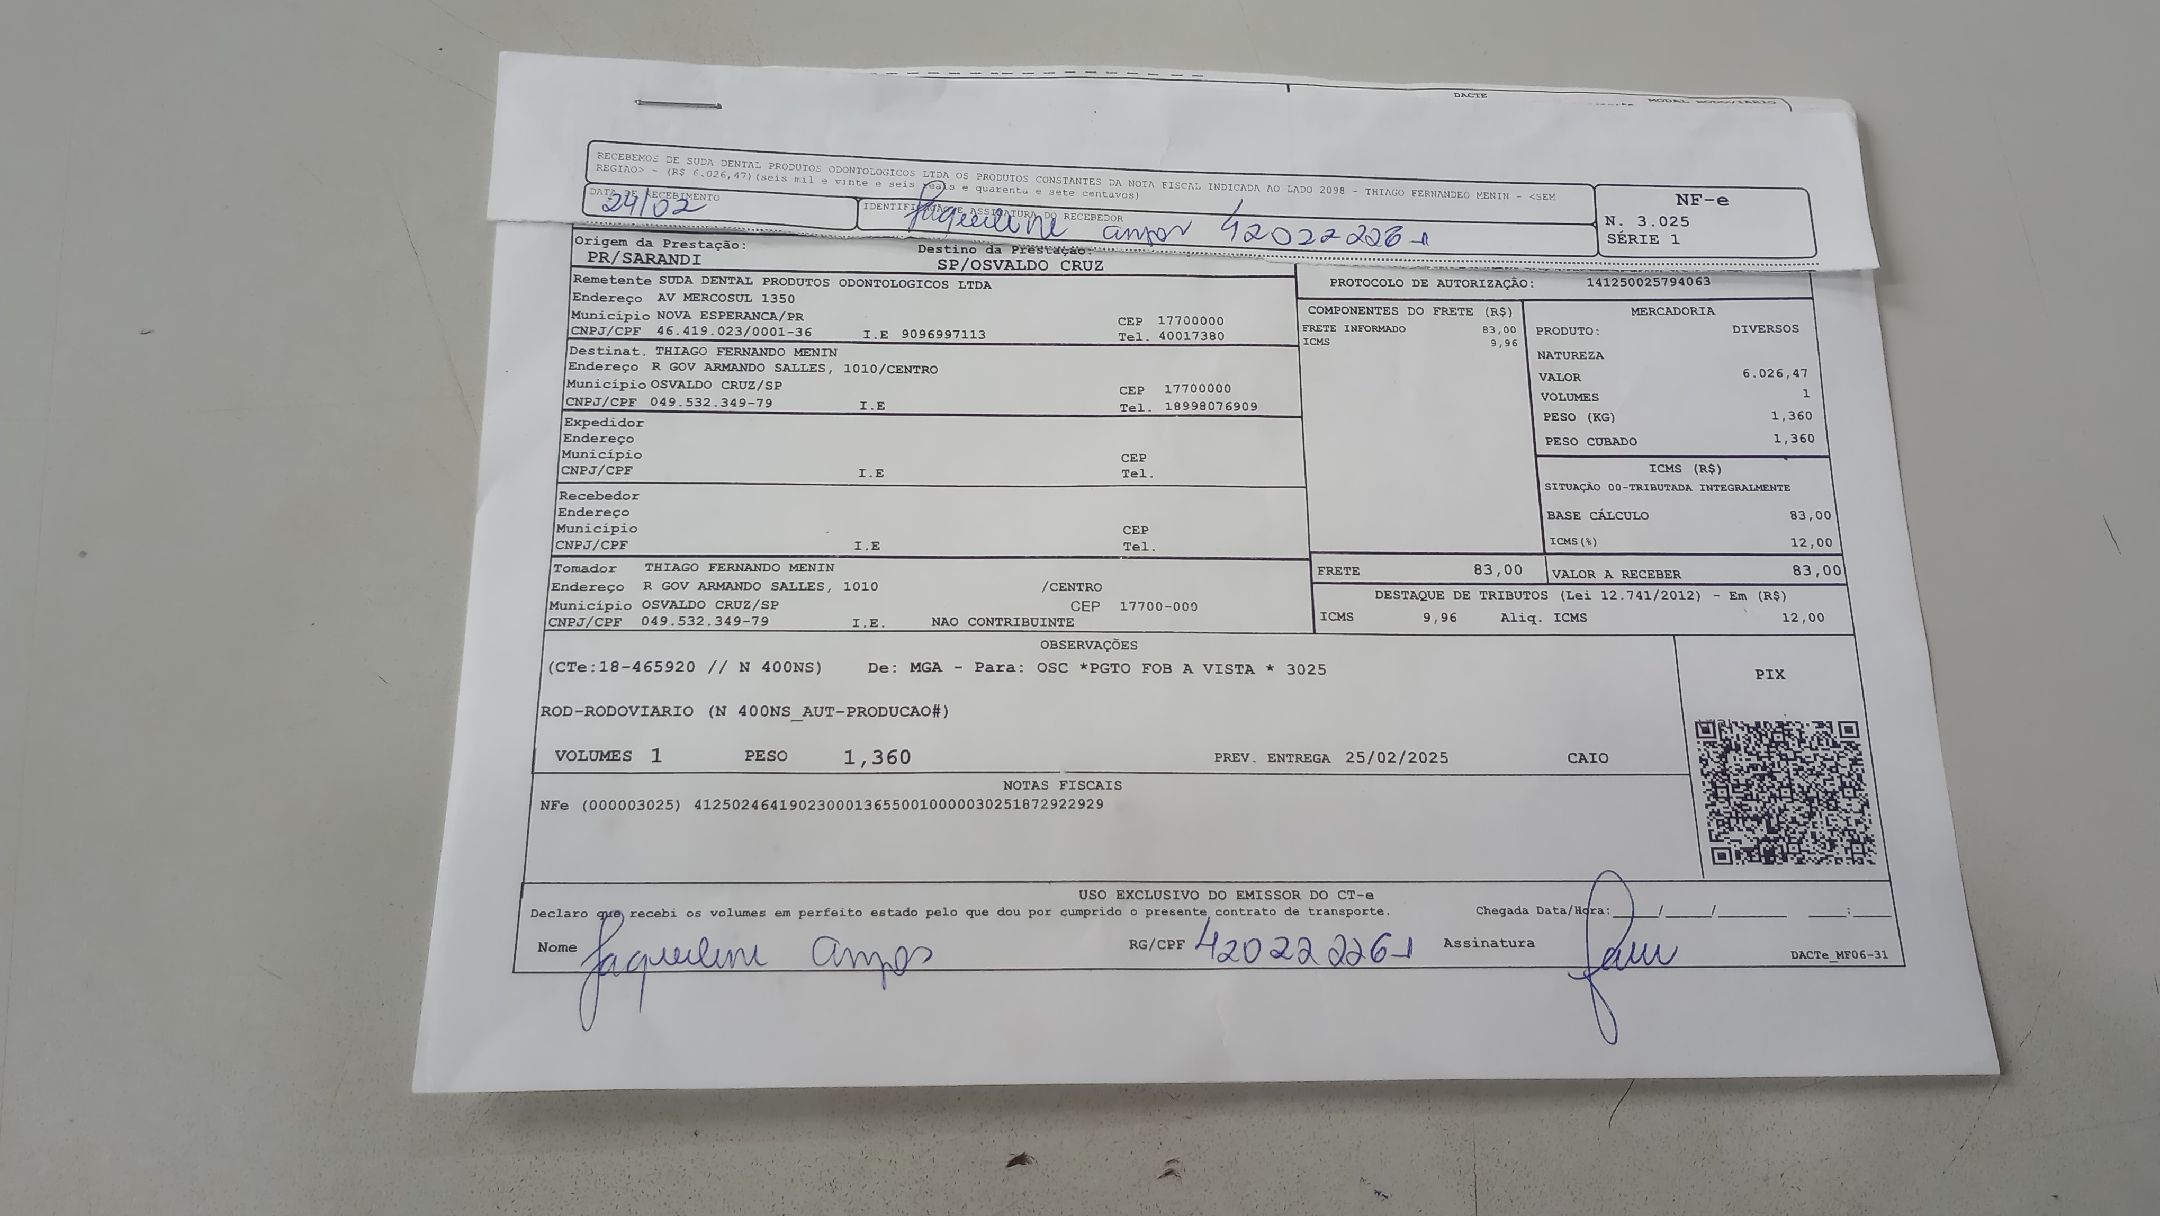 DACTE
MODAL RODOVIARIO
RECEBEMOS DE SUDA DENTAL PRODUTOS ODONTOLOGICOS LTDA OS PRODUTOS CONSTANTES DA NOTA FISCAL INDICADA AO LADO 2098 - THIAGO FERNANDEO MENIN - <SEM
REGIAO> - (R$ 6.026,47)(seis mil e vinte e seis reais e quarenta e sete centavos)
NF-e
N. 3.025
SÉRIE 1
DATA DE RECEBIMENTO
24/02
IDENTIFICAÇÃO E ASSINATURA DO RECEBEDOR
Jaqueline 420222261
Origem da Prestação: Destino da Prestação:
PR/SARANDI SP/OSVALDO CRUZ
PROTOCOLO DE AUTORIZAÇÃO: 141250025794063
Remetente SUDA DENTAL PRODUTOS ODONTOLOGICOS LTDA
Endereço AV MERCOSUL 1350
Município NOVA ESPERANCA/PR CEP 17700000
CNPJ/CPF 46.419.023/0001-36 I.E 9096997113 Tel. 40017380
Destinat. THIAGO FERNANDO MENIN
Endereço R GOV ARMANDO SALLES, 1010/CENTRO
Município OSVALDO CRUZ/SP CEP 17700000
CNPJ/CPF 049.532.349-79 I.E Tel. 18998076909
Expedidor
Endereço
Município CEP
CNPJ/CPF I.E Tel.
Recebedor
Endereço
Município CEP
CNPJ/CPF I.E Tel.
Tomador THIAGO FERNANDO MENIN
Endereço R GOV ARMANDO SALLES, 1010 /CENTRO
Município OSVALDO CRUZ/SP CEP 17700-000
CNPJ/CPF 049.532.349-79 I.E. NAO CONTRIBUINTE
COMPONENTES DO FRETE (R$)
FRETE INFORMADO 83,00
ICMS 9,96
MERCADORIA
PRODUTO: DIVERSOS
NATUREZA
VALOR 6.026,47
VOLUMES 1
PESO (KG) 1,360
PESO CUBADO 1,360
ICMS (R$)
SITUAÇÃO 00-TRIBUTADA INTEGRALMENTE
BASE CÁLCULO 83,00
ICMS(%) 12,00
FRETE 83,00 VALOR A RECEBER 83,00
DESTAQUE DE TRIBUTOS (Lei 12.741/2012) - Em (R$)
ICMS 9,96 Aliq. ICMS 12,00
OBSERVAÇÕES
(CTe:18-465920 // N 400NS) De: MGA - Para: OSC *PGTO FOB A VISTA * 3025
ROD-RODOVIARIO (N 400NS_AUT-PRODUCAO#)
VOLUMES 1 PESO 1,360 PREV. ENTREGA 25/02/2025 CAIO
PIX
NOTAS FISCAIS
NFe (000003025) 41250246419023000136550010000030251872922929
USO EXCLUSIVO DO EMISSOR DO CT-e
Declaro que recebi os volumes em perfeito estado pelo que dou por cumprido o presente contrato de transporte. Chegada Data/Hora:____/____/______ ___:___
Nome Jaqueline RG/CPF 420222261 Assinatura
DACTe_MF06-31